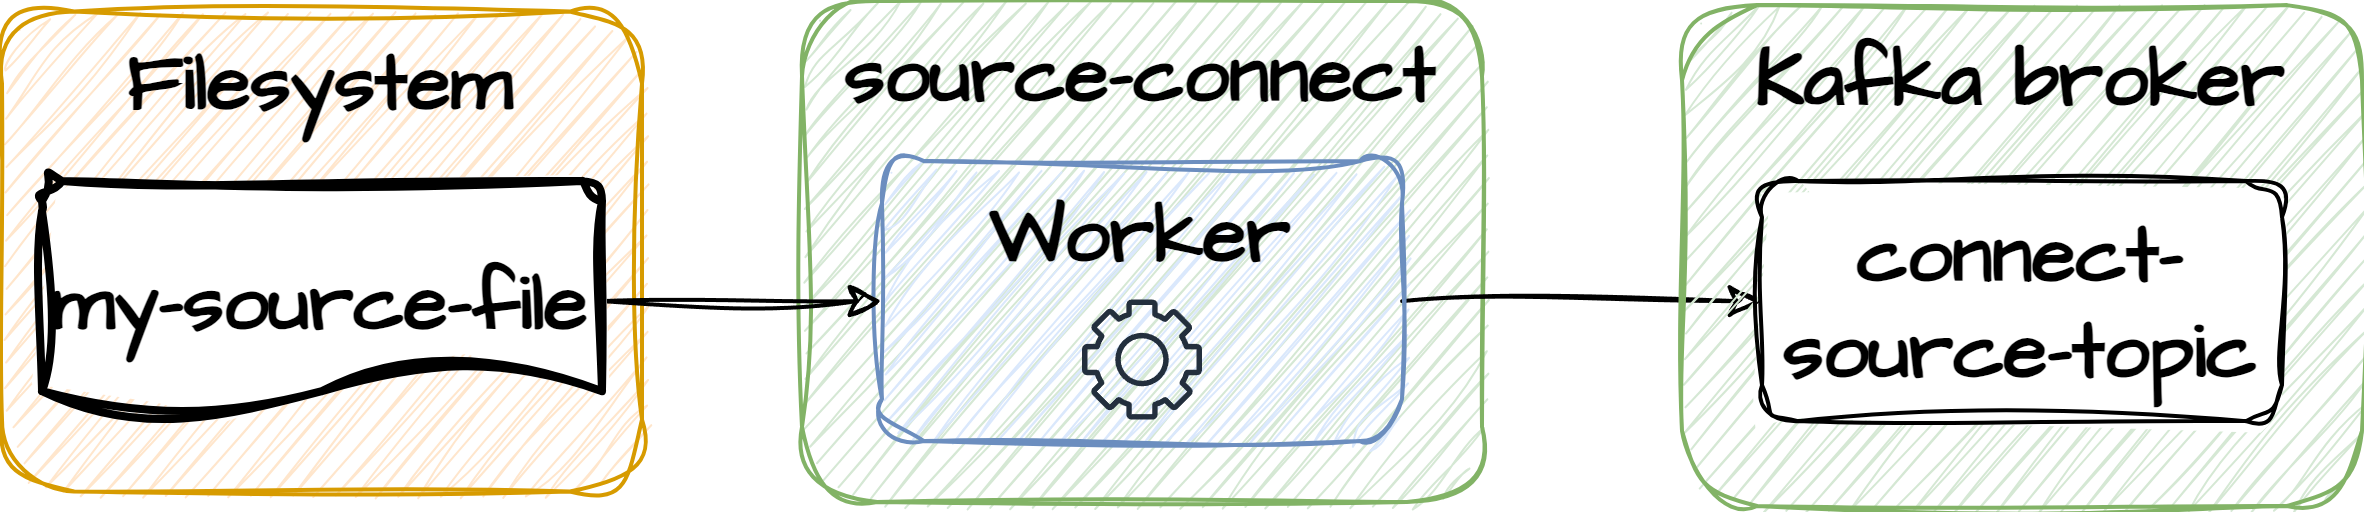 Filesystem
my-source-file
source-connect
Worker
Kafka broker
connect-
source-topic